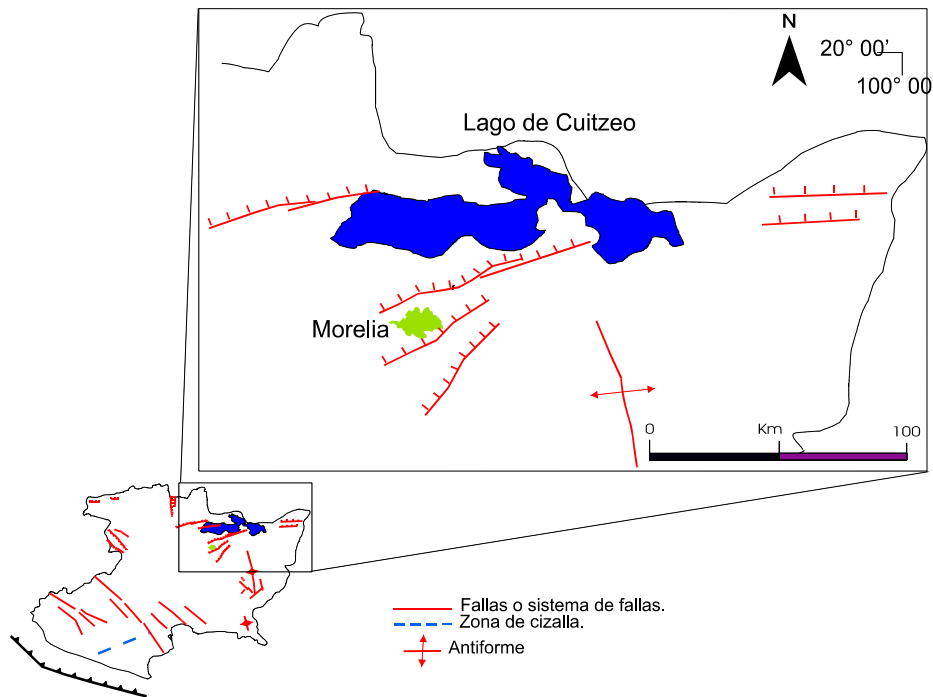 N
20° 00'
100° 00
Lago de Cuitzeo
Morelia
0 Km 100
Fallas o sistema de fallas.
Zona de cizalla.
Antiforme